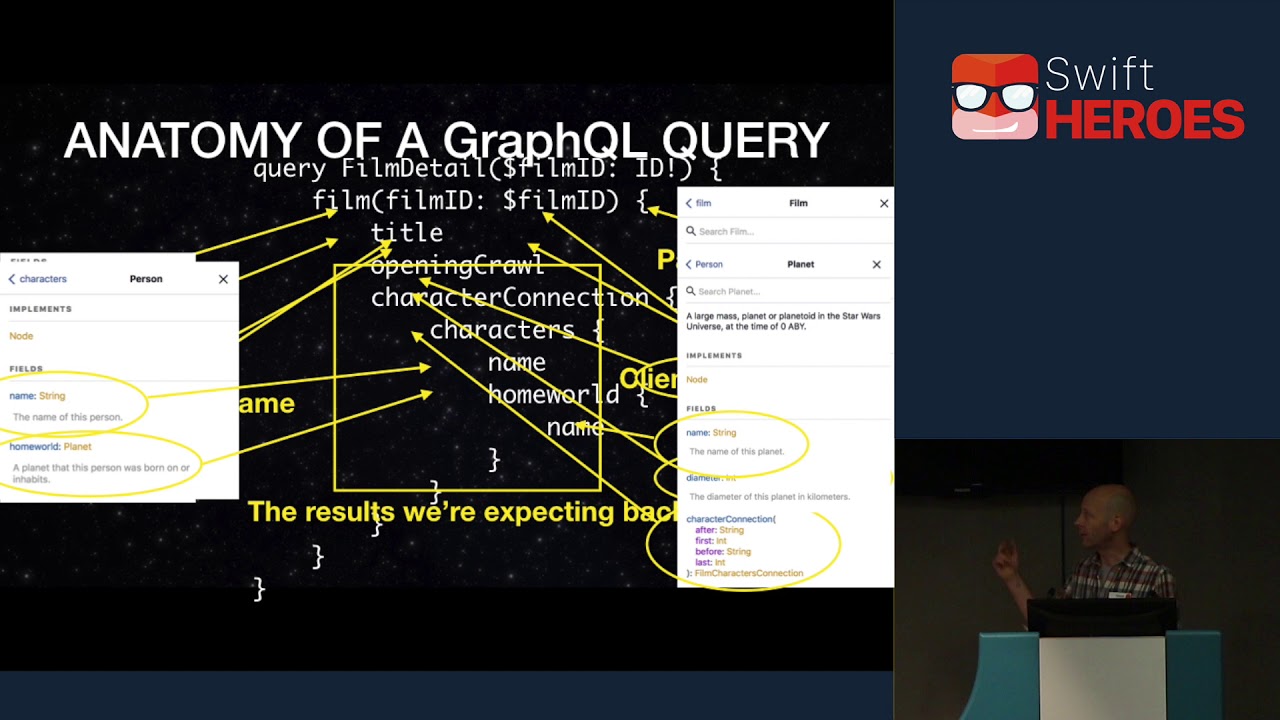 Swift
HEROES
ANATOMY OF A GraphQL QUERY
query FilmDetail($filmID: ID!) {
film(filmID: $filmID) {
title
openingCrawl
characterConnection {
characters {
name
homeworld {
name
}
}
}
}
}
The results we're expecting back
ame
Clien
FIELDS
characters
Person
IMPLEMENTS
Node
FIELDS
name: String
The name of this person.
homeworld: Planet
A planet that this person was born on or
inhabits.
film
Film
Search Film...
Person
Planet
Search Planet...
A large mass, planet or planetoid in the Star Wars
Universe, at the time of 0 ABY.
IMPLEMENTS
Node
FIELDS
name: String
The name of this planet.
diameter: Int
The diameter of this planet in kilometers.
characterConnection(
after: String
first: Int
before: String
last: Int
): FilmCharactersConnection